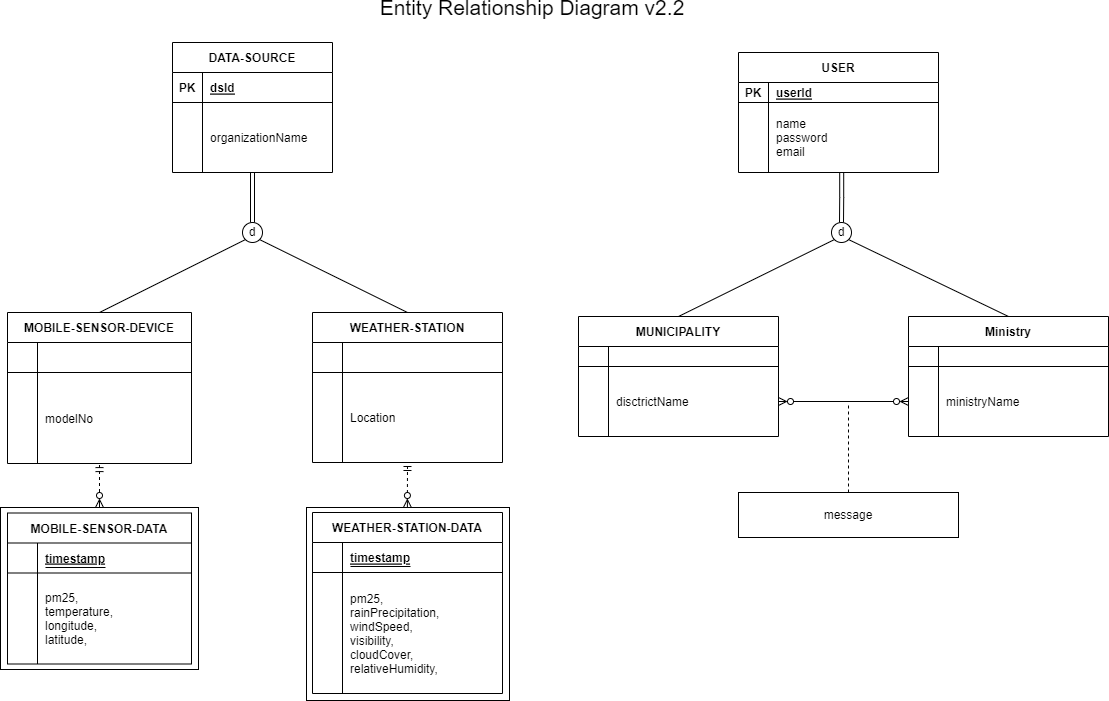 Entity Relationship Diagram v2.2
DATA-SOURCE
PK dsId
organizationName
d
MOBILE-SENSOR-DEVICE
modelNo
WEATHER-STATION
Location
MOBILE-SENSOR-DATA
timestamp
pm25,
temperature,
longitude,
latitude,
WEATHER-STATION-DATA
timestamp
pm25,
rainPrecipitation,
windSpeed,
visibility,
cloudCover,
relativeHumidity,
USER
PK userId
name
password
email
d
MUNICIPALITY
disctrictName
Ministry
ministryName
message